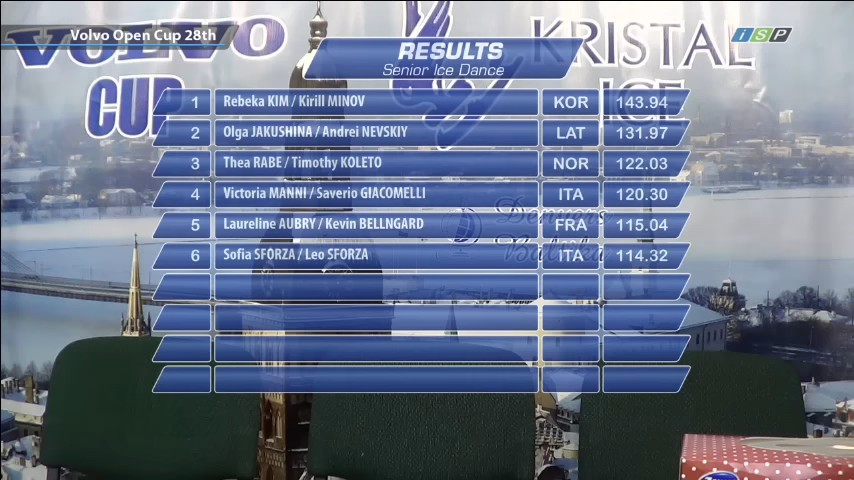 Volvo Open Cup 28th
VOLVO
CUP
KRISTAL
ICE
iSP
RESULTS
Senior Ice Dance
1 Rebeka KIM / Kirill MINOV KOR 143.94
2 Olga JAKUSHINA / Andrei NEVSKIY LAT 131.97
3 Thea RABE / Timothy KOLETO NOR 122.03
4 Victoria MANNI / Saverio GIACOMELLI ITA 120.30
5 Laureline AUBRY / Kevin BELLNGARD FRA 115.04
6 Sofia SFORZA / Leo SFORZA ITA 114.32